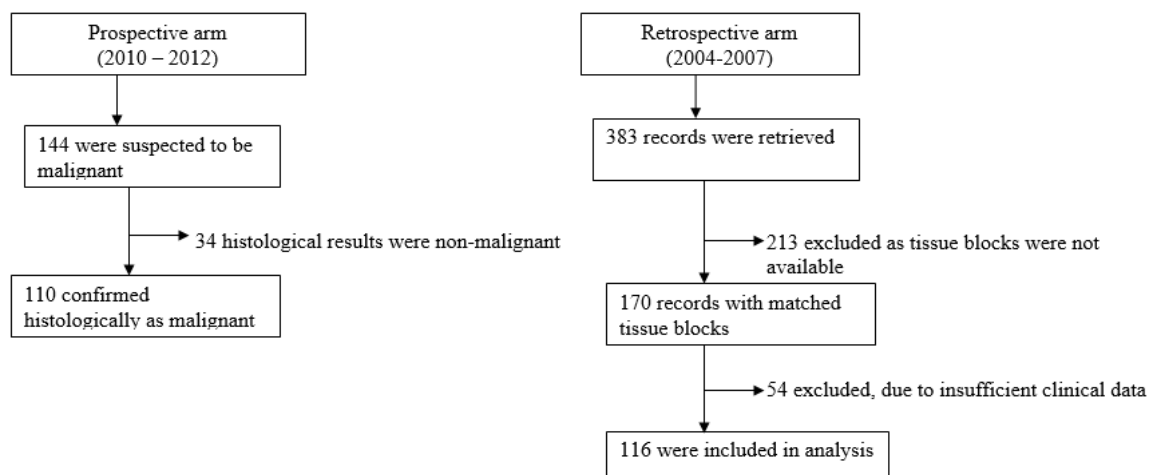 Prospective arm
(2010 – 2012)
144 were suspected to be
malignant
34 histological results were non-malignant
110 confirmed
histologically as malignant
Retrospective arm
(2004-2007)
383 records were retrieved
213 excluded as tissue blocks were not
available
170 records with matched
tissue blocks
54 excluded, due to insufficient clinical data
116 were included in analysis